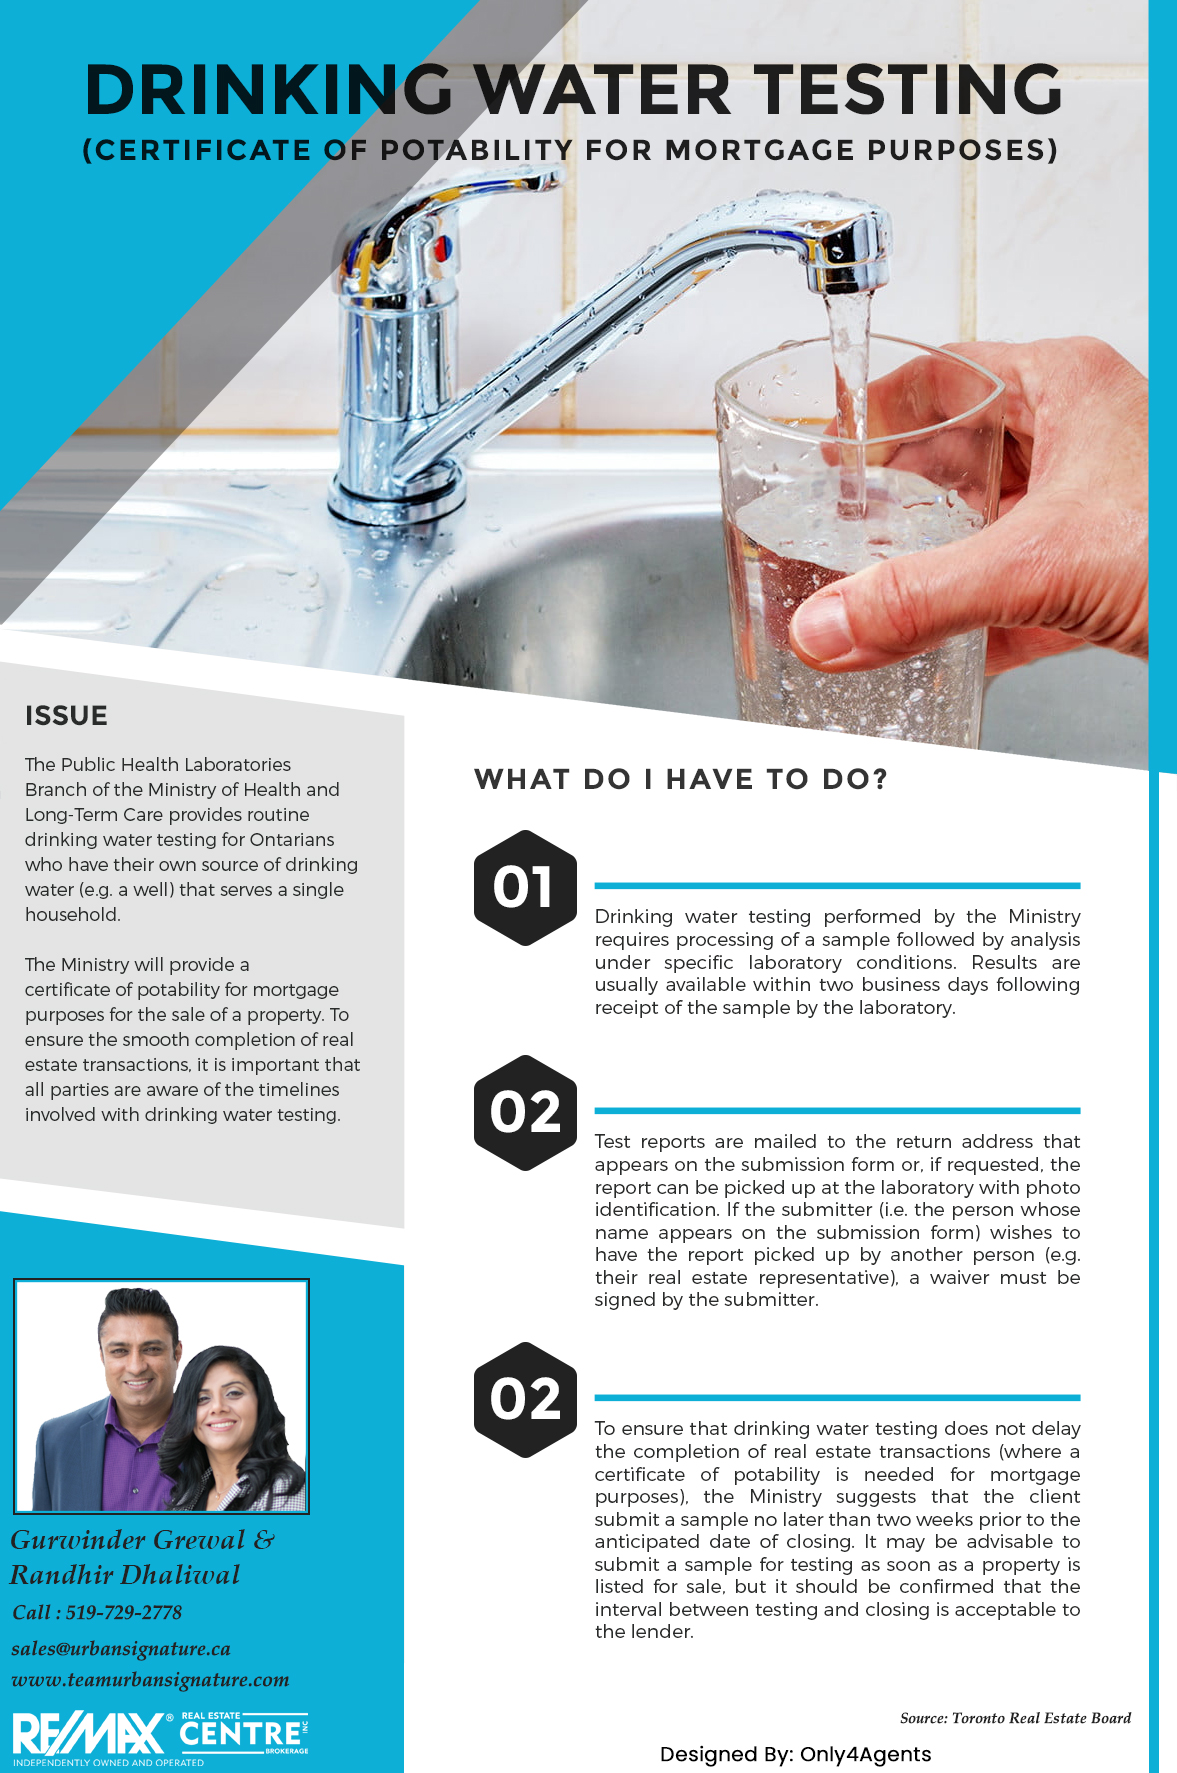 DRINKING WATER TESTING
(CERTIFICATE OF POTABILITY FOR MORTGAGE PURPOSES)
ISSUE
The Public Health Laboratories
Branch of the Ministry of Health and
Long-Term Care provides routine
drinking water testing for Ontarians
who have their own source of drinking
water (e.g. a well) that serves a single
household.
The Ministry will provide a
certificate of potability for mortgage
purposes for the sale of a property. To
ensure the smooth completion of real
estate transactions, it is important that
all parties are aware of the timelines
involved with drinking water testing.
WHAT DO I HAVE TO DO?
01
Drinking water testing performed by the Ministry
requires processing of a sample followed by analysis
under specific laboratory conditions. Results are
usually available within two business days following
receipt of the sample by the laboratory.
02
Test reports are mailed to the return address that
appears on the submission form or, if requested, the
report can be picked up at the laboratory with photo
identification. If the submitter (i.e. the person whose
name appears on the submission form) wishes to
have the report picked up by another person (e.g.
their real estate representative), a waiver must be
signed by the submitter.
02
To ensure that drinking water testing does not delay
the completion of real estate transactions (where a
certificate of potability is needed for mortgage
purposes), the Ministry suggests that the client
submit a sample no later than two weeks prior to the
anticipated date of closing. It may be advisable to
submit a sample for testing as soon as a property is
listed for sale, but it should be confirmed that the
interval between testing and closing is acceptable to
the lender.
Gurwinder Grewal &
Randhir Dhaliwal
Call : 519-729-2778
sales@urbansignature.ca
www.teamurbansignature.com
RE/MAX®
REAL ESTATE
CENTRE INC
BROKERAGE
INDEPENDENTLY OWNED AND OPERATED
Source: Toronto Real Estate Board
Designed By: Only4Agents